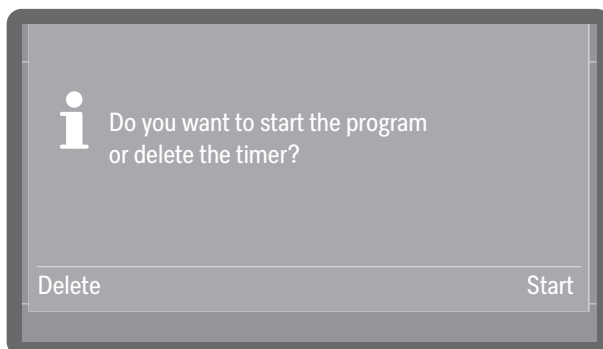 Do you want to start the program
or delete the timer?
Delete
Start